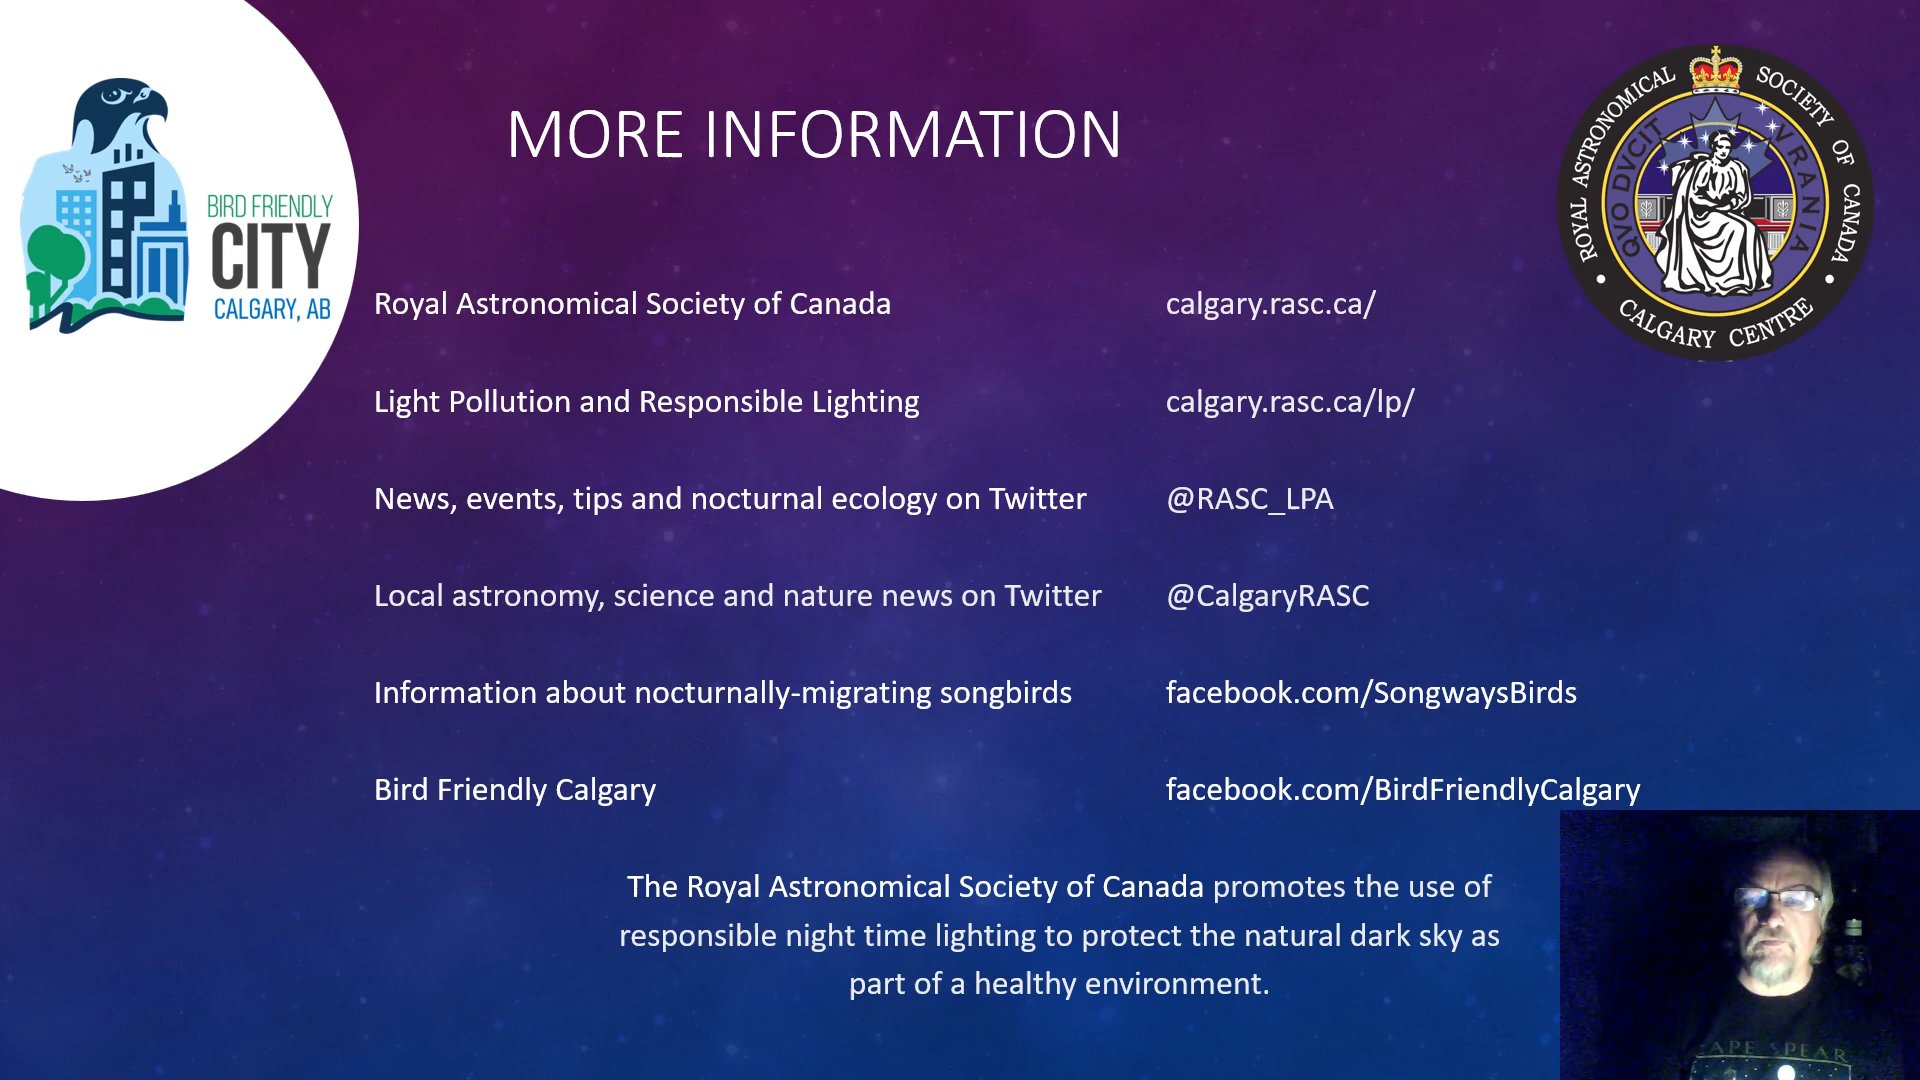 MORE INFORMATION
BIRD FRIENDLY
CITY
CALGARY, AB
ROYAL ASTRONOMICAL SOCIETY OF CANADA
QVO DVCIT VRANIA
• CALGARY CENTRE •
Royal Astronomical Society of Canada calgary.rasc.ca/
Light Pollution and Responsible Lighting calgary.rasc.ca/lp/
News, events, tips and nocturnal ecology on Twitter @RASC_LPA
Local astronomy, science and nature news on Twitter @CalgaryRASC
Information about nocturnally-migrating songbirds facebook.com/SongwaysBirds
Bird Friendly Calgary facebook.com/BirdFriendlyCalgary
The Royal Astronomical Society of Canada promotes the use of
responsible night time lighting to protect the natural dark sky as
part of a healthy environment.
APE SPEAR